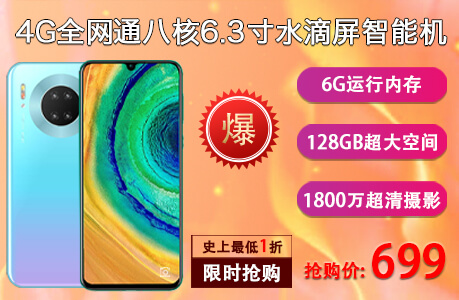 4G全网通八核6.3寸水滴屏智能机
6G运行内存
爆
128GB超大空间
1800万超清摄影
史上最低1折
限时抢购
抢购价:699